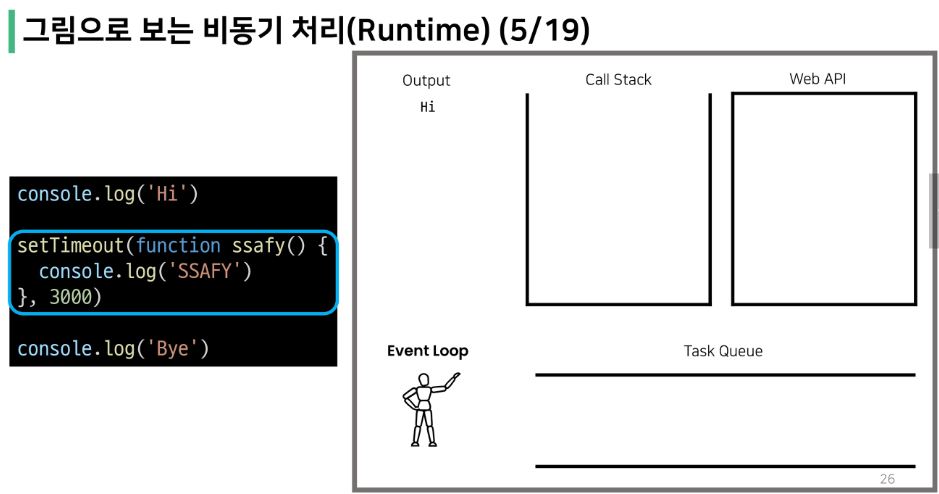 그림으로 보는 비동기 처리(Runtime) (5/19)
console.log('Hi')
setTimeout(function ssafy() {
  console.log('SSAFY')
}, 3000)
console.log('Bye')
Output
Hi
Call Stack
Web API
Event Loop
Task Queue
26